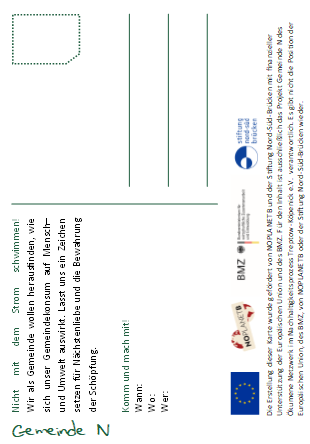 Nicht mit dem Strom schwimmen!
Wir als Gemeinde wollen herausfinden, wie
sich unser Gemeindekonsum auf Mensch–
und Umwelt auswirkt. Lasst uns ein Zeichen
setzen für Nächstenliebe und die Bewahrung
der Schöpfung.
Komm und mach mit!
Wann:
Wo:
Wer:
Gemeinde N
NOPLANETB
BMZ
stiftung
nord-süd
brücken
Die Erstellung dieser Karte wurde gefördert von NOPLANETB und der Stiftung Nord-Süd-Brücken mit finanzieller
Unterstützung der Europäischen Union und des BMZ. Für den Inhalt ist ausschließlich das Projekt Gemeinde N des
Ökumene Netzwerk im Nachhaltigkeitsprozess Treptow-Köpenick e.V. verantwortlich. Es gibt nicht die Position der
Europäischen Union, des BMZ, von NOPLANETB oder der Stiftung Nord-Süd-Brücken wieder.